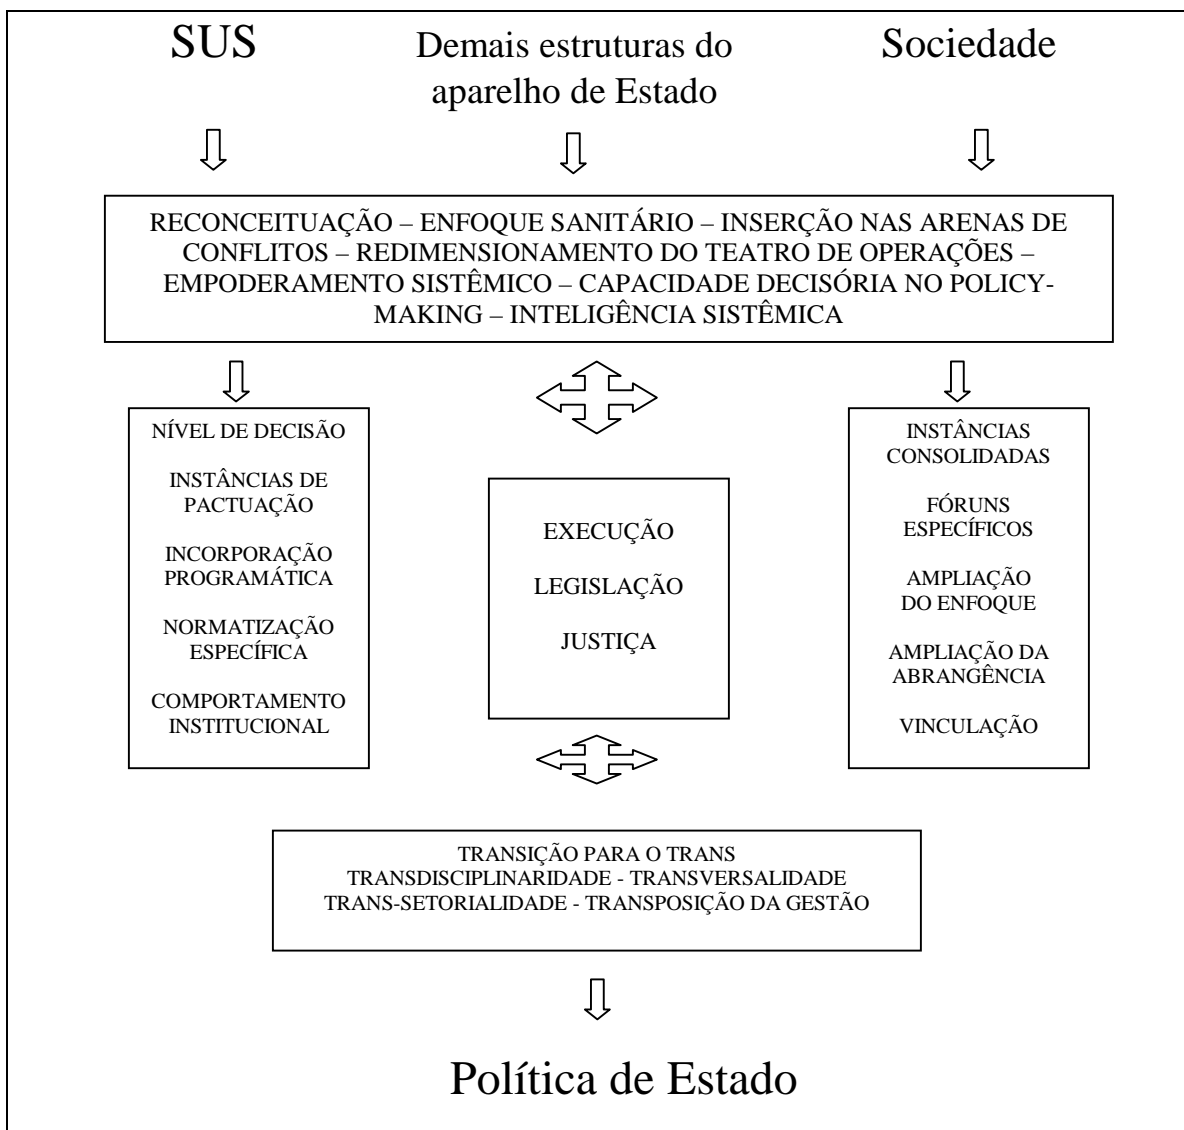 SUS
Demais estruturas do
aparelho de Estado
Sociedade
RECONCEITUAÇÃO – ENFOQUE SANITÁRIO – INSERÇÃO NAS ARENAS DE
CONFLITOS – REDIMENSIONAMENTO DO TEATRO DE OPERAÇÕES –
EMPODERAMENTO SISTÊMICO – CAPACIDADE DECISÓRIA NO POLICY-
MAKING – INTELIGÊNCIA SISTÊMICA
NÍVEL DE DECISÃO
INSTÂNCIAS DE
PACTUAÇÃO
INCORPORAÇÃO
PROGRAMÁTICA
NORMATIZAÇÃO
ESPECÍFICA
COMPORTAMENTO
INSTITUCIONAL
EXECUÇÃO
LEGISLAÇÃO
JUSTIÇA
INSTÂNCIAS
CONSOLIDADAS
FÓRUNS
ESPECÍFICOS
AMPLIAÇÃO
DO ENFOQUE
AMPLIAÇÃO DA
ABRANGÊNCIA
VINCULAÇÃO
TRANSIÇÃO PARA O TRANS
TRANSDISCIPLINARIDADE - TRANSVERSALIDADE
TRANS-SETORIALIDADE - TRANSPOSIÇÃO DA GESTÃO
Política de Estado